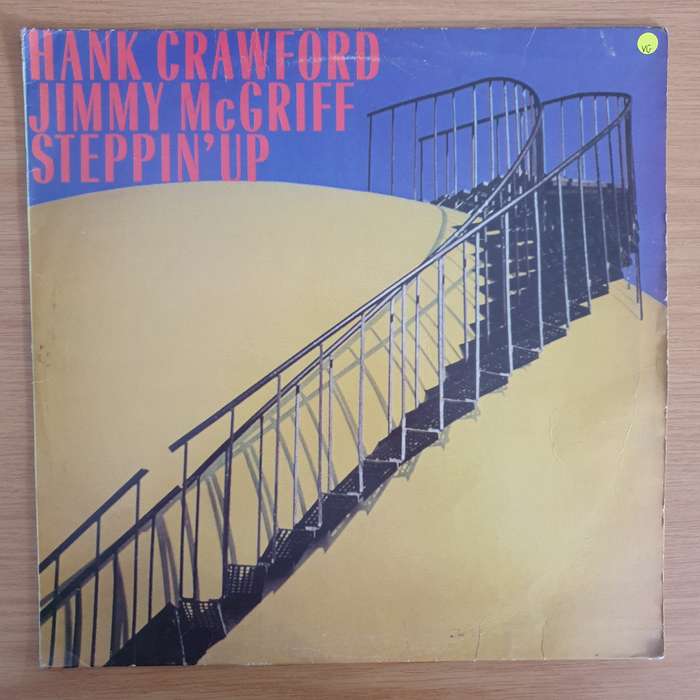 HANK CRAWFORD
JIMMY McGRIFF
STEPPIN' UP
VG